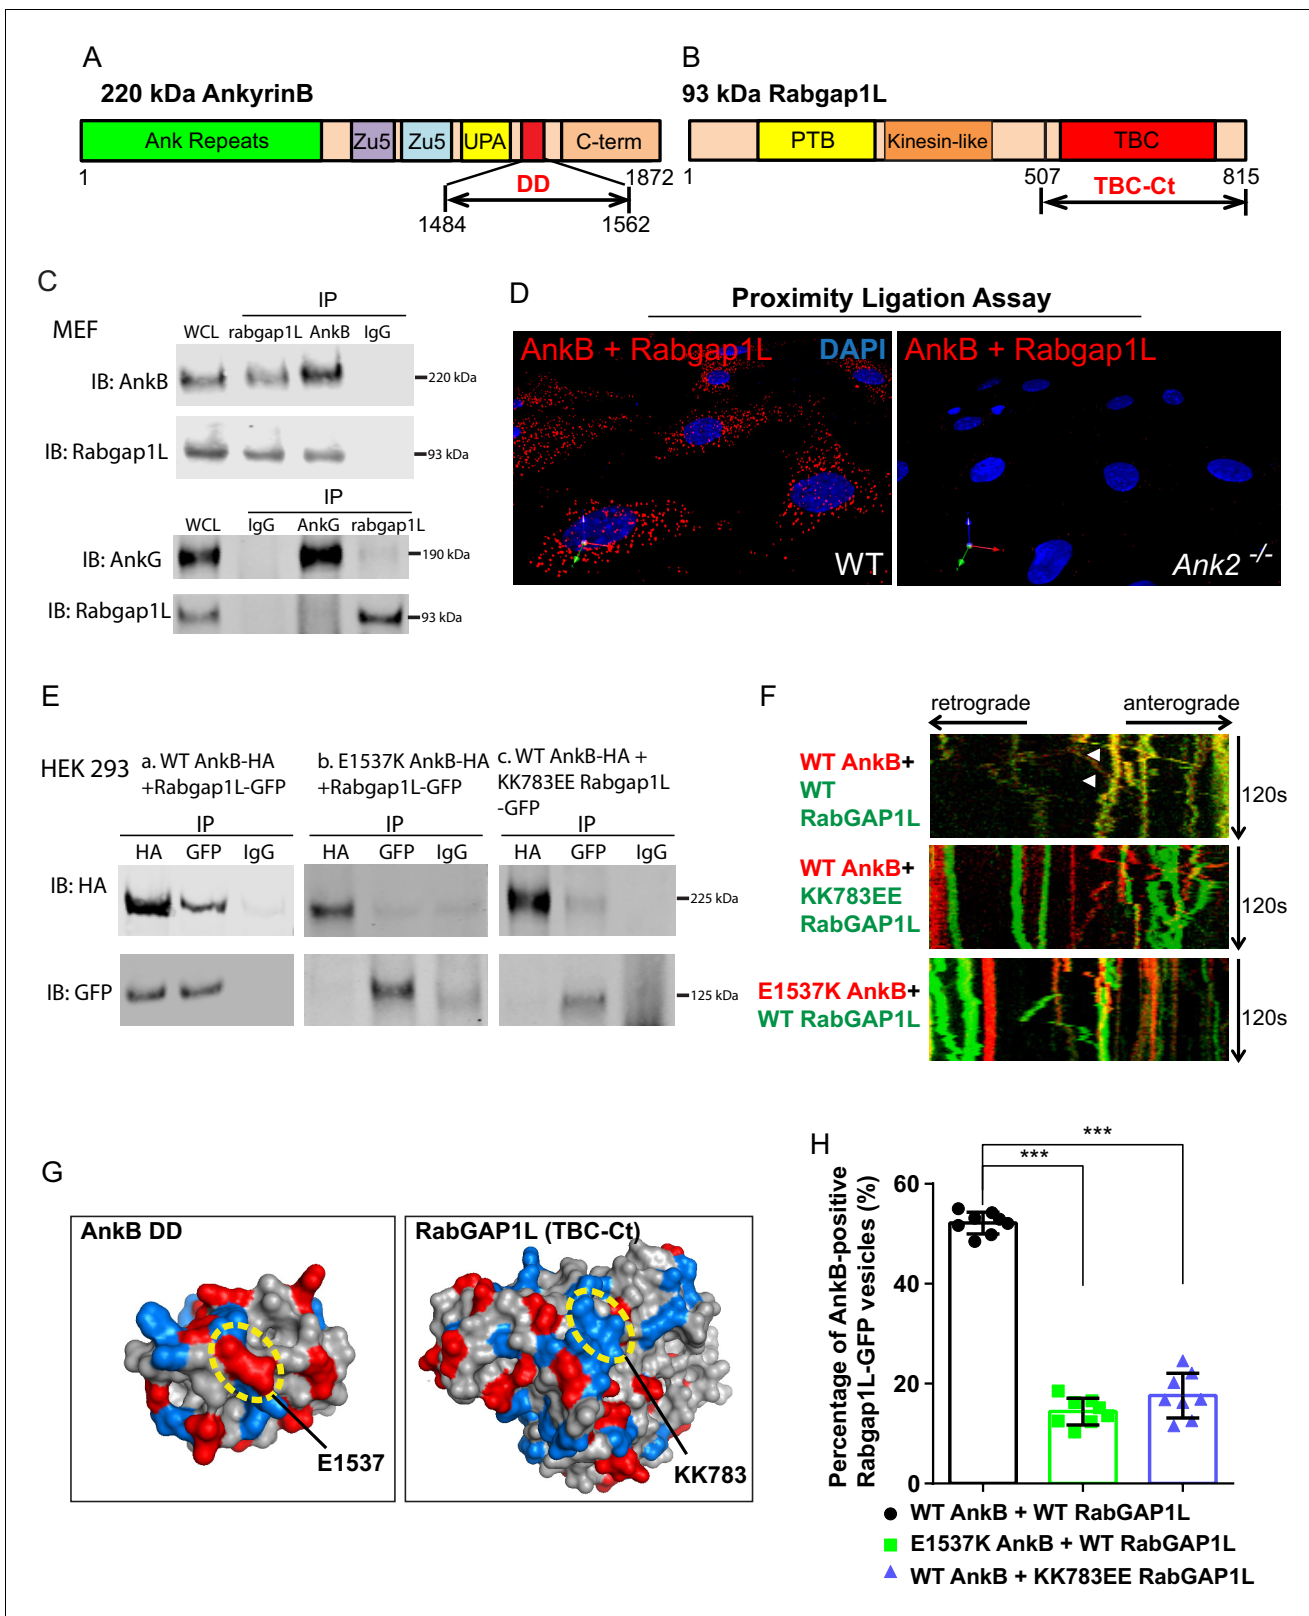 A
220 kDa AnkyrinB
Ank Repeats
Zu5
Zu5
UPA
C-term
1
DD
1872
1484
1562
B
93 kDa Rabgap1L
PTB
Kinesin-like
TBC
1
507
TBC-Ct
815
C
MEF
IP
WCL rabgap1L AnkB IgG
IB: AnkB
220 kDa
IB: Rabgap1L
93 kDa
IP
WCL IgG AnkG rabgap1L
IB: AnkG
190 kDa
IB: Rabgap1L
93 kDa
D
Proximity Ligation Assay
AnkB + Rabgap1L DAPI
WT
AnkB + Rabgap1L
Ank2 -/-
E
HEK 293
a. WT AnkB-HA
+Rabgap1L-GFP
b. E1537K AnkB-HA
+Rabgap1L-GFP
c. WT AnkB-HA +
KK783EE Rabgap1L
-GFP
IP
IP
IP
HA GFP IgG
HA GFP IgG
HA GFP IgG
IB: HA
225 kDa
IB: GFP
125 kDa
F
retrograde
anterograde
WT AnkB+
WT
RabGAP1L
120s
WT AnkB+
KK783EE
RabGAP1L
120s
E1537K AnkB+
WT RabGAP1L
120s
G
AnkB DD
E1537
RabGAP1L (TBC-Ct)
KK783
H
Percentage of AnkB-positive
Rabgap1L-GFP vesicles (%)
60
40
20
0
***
***
WT AnkB + WT RabGAP1L
E1537K AnkB + WT RabGAP1L
WT AnkB + KK783EE RabGAP1L